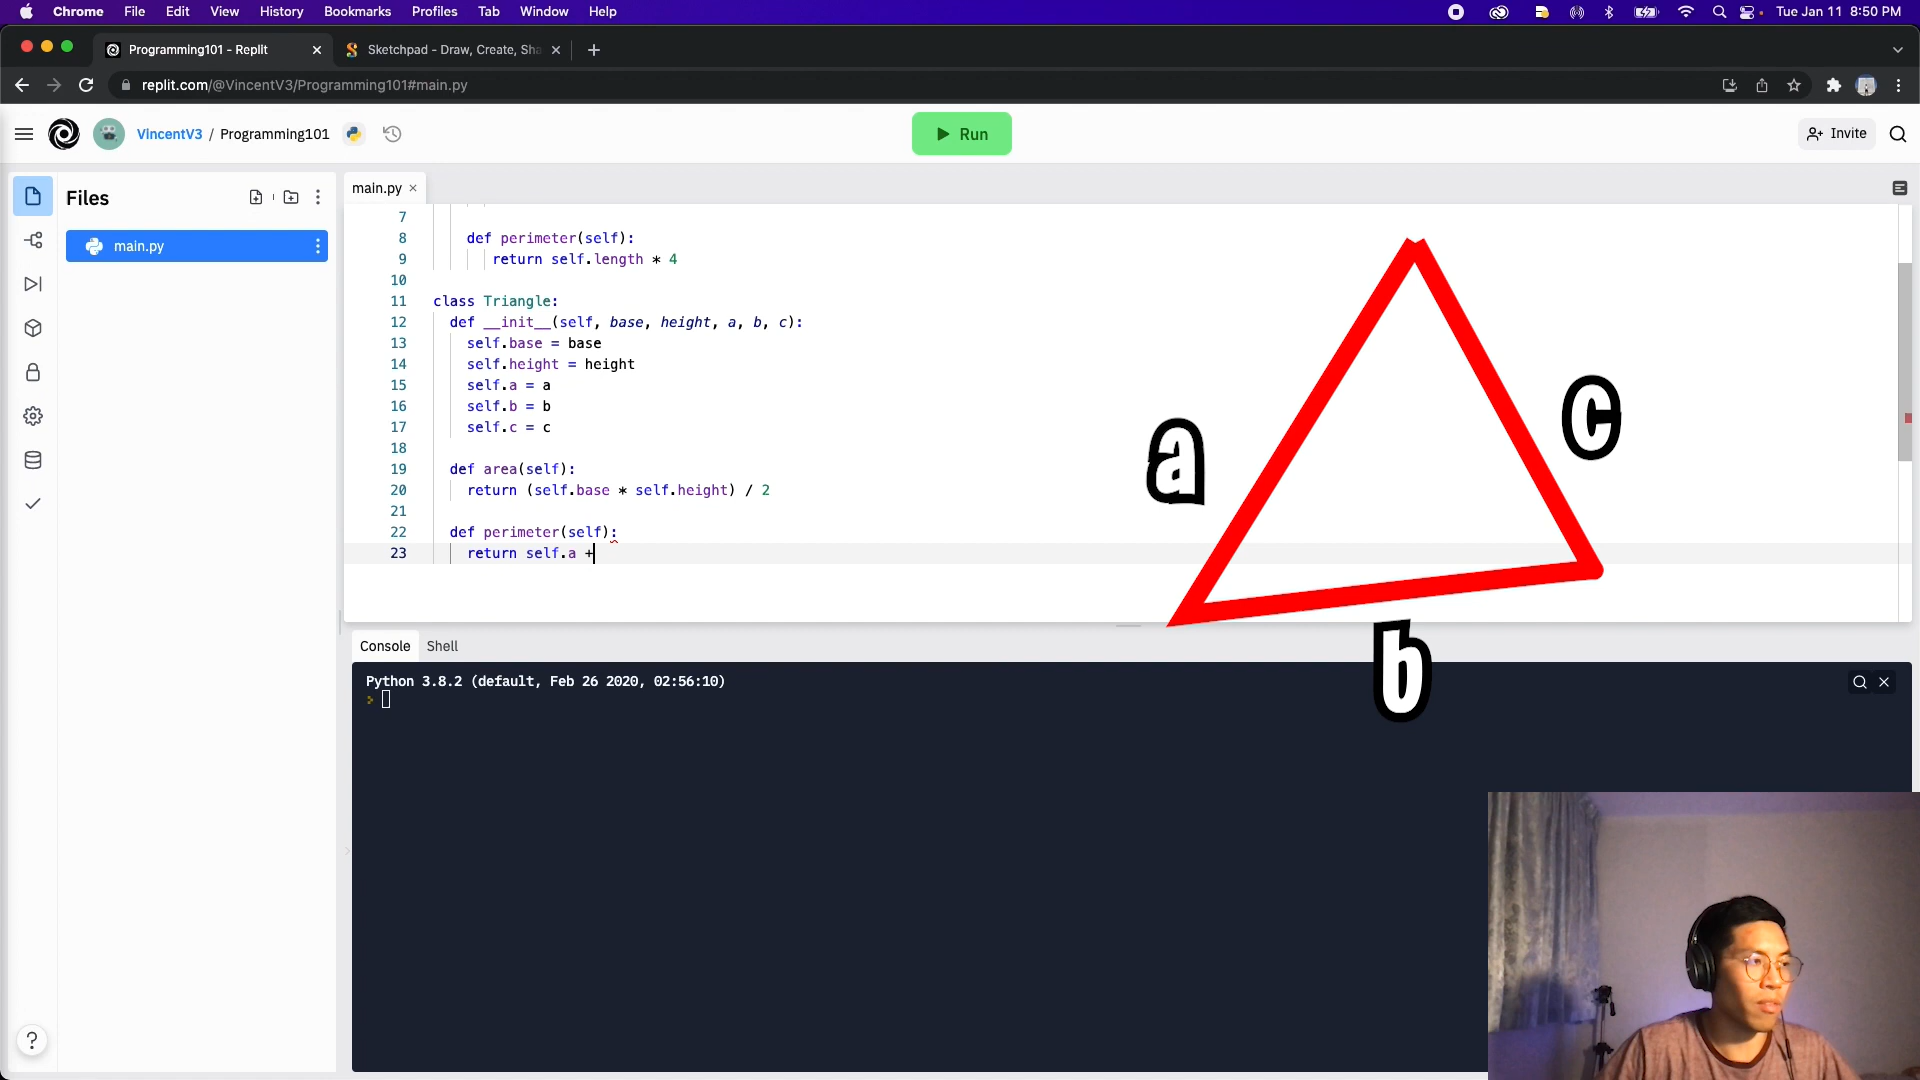 Chrome File Edit View History Bookmarks Profiles Tab Window Help Tue Jan 11 8:50 PM
Programming101 - Replit Sketchpad - Draw, Create, Sha
replit.com/@VincentV3/Programming101#main.py
VincentV3 / Programming101 Run Invite
Files
main.py
main.py
7
8 def perimeter(self):
9 return self.length * 4
10
11 class Triangle:
12 def __init__(self, base, height, a, b, c):
13 self.base = base
14 self.height = height
15 self.a = a
16 self.b = b
17 self.c = c
18
19 def area(self):
20 return (self.base * self.height) / 2
21
22 def perimeter(self):
23 return self.a +
a
c
b
Console Shell
Python 3.8.2 (default, Feb 26 2020, 02:56:10)
?